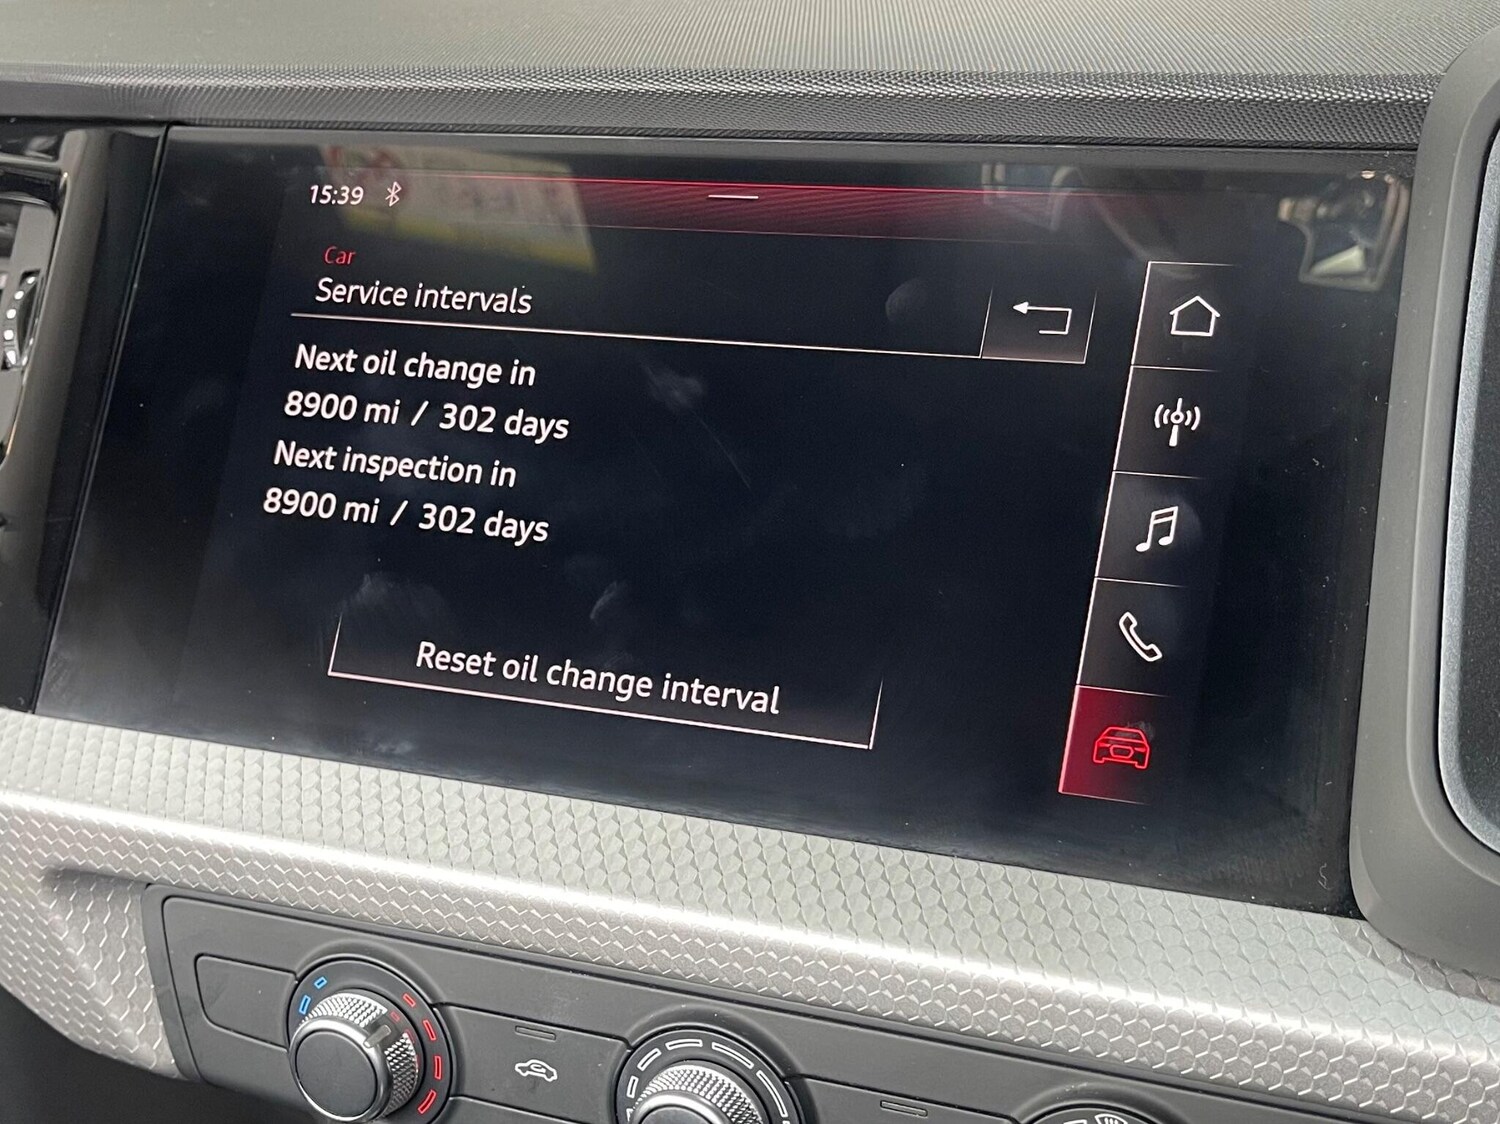 15:39
Car
Service intervals
Next oil change in
8900 mi / 302 days
Next inspection in
8900 mi / 302 days
Reset oil change interval